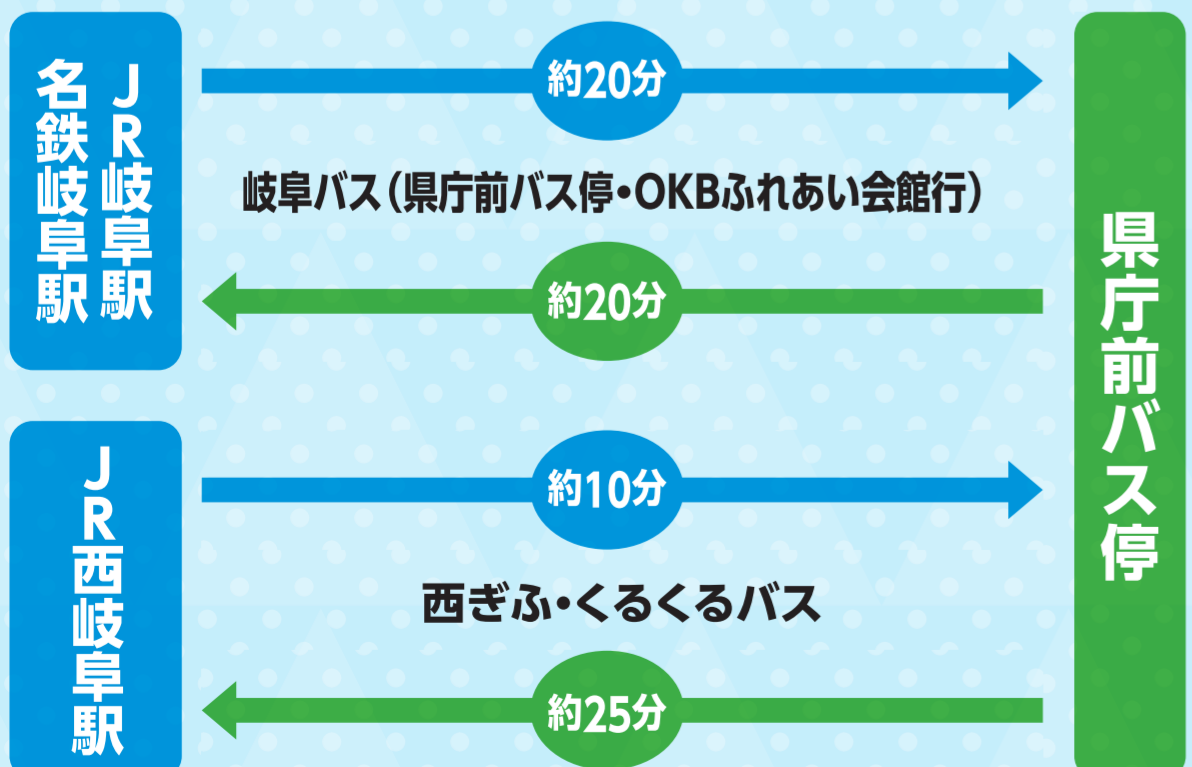 JR岐阜駅
名鉄岐阜駅
約20分
岐阜バス(県庁前バス停・OKBふれあい会館行)
約20分
JR西岐阜駅
約10分
西ぎふ・くるくるバス
約25分
県庁前バス停